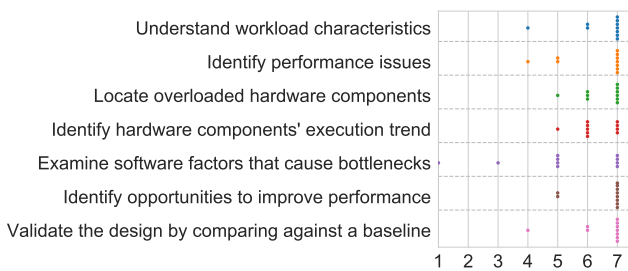 Understand workload characteristics
Identify performance issues
Locate overloaded hardware components
Identify hardware components' execution trend
Examine software factors that cause bottlenecks
Identify opportunities to improve performance
Validate the design by comparing against a baseline
1 2 3 4 5 6 7